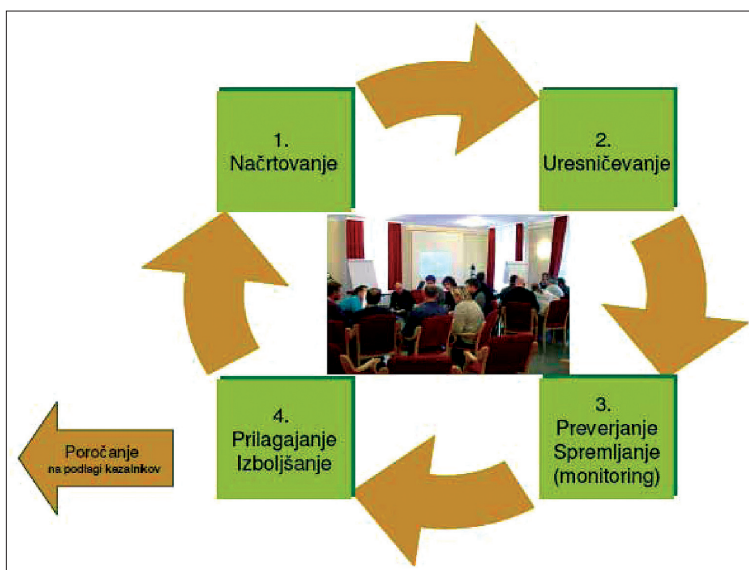 1.
Načrtovanje
2.
Uresničevanje
3.
Preverjanje
Spremljanje
(monitoring)
4.
Prilagajanje
Izboljšanje
Poročanje
na podlagi kazalnikov